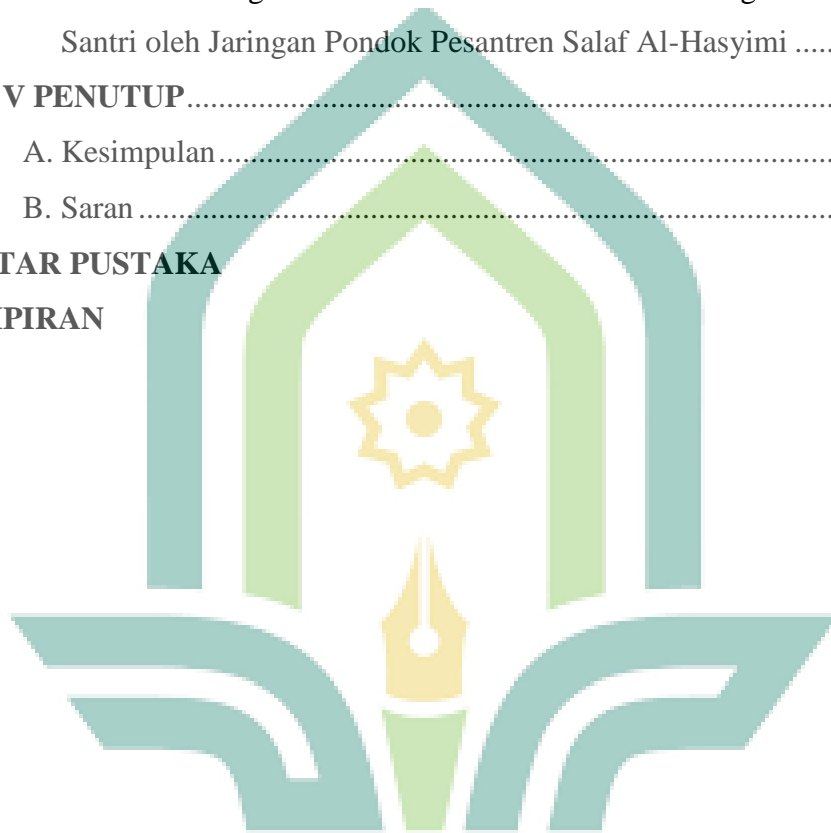 Santri oleh Jaringan Pondok Pesantren Salaf Al-Hasyimi .....
V PENUTUP..............................................................................
A. Kesimpulan..............................................................................
B. Saran ..............................................................................
TAR PUSTAKA
PIRAN